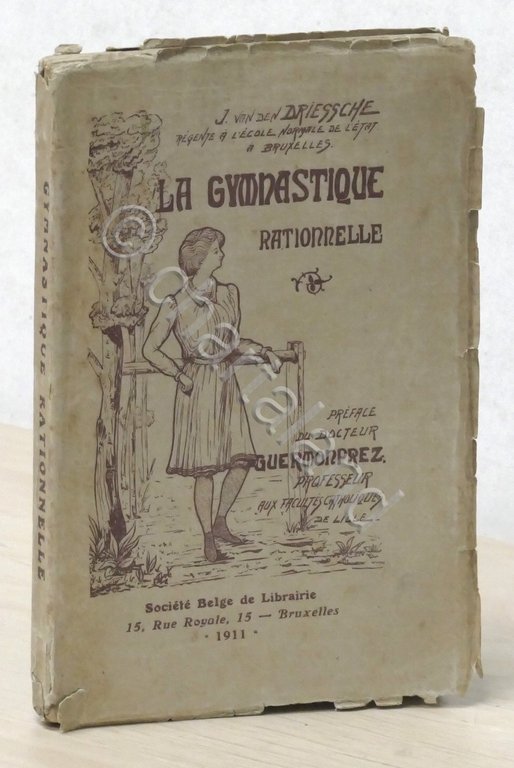 GYMNASTIQUE RATIONNELLE
J. VAN DEN DRIESSCHE
RÉGENTE À L'ÉCOLE NORMALE DE L'ÉTAT
À BRUXELLES.
LA GYMNASTIQUE
RATIONNELLE
PRÉFACE
DU DOCTEUR
GUERMONPREZ.
PROFESSEUR
AUX FACULTÉS CATHOLIQUES
DE LILLE
Société Belge de Librairie
15, Rue Royale, 15 — Bruxelles
1911